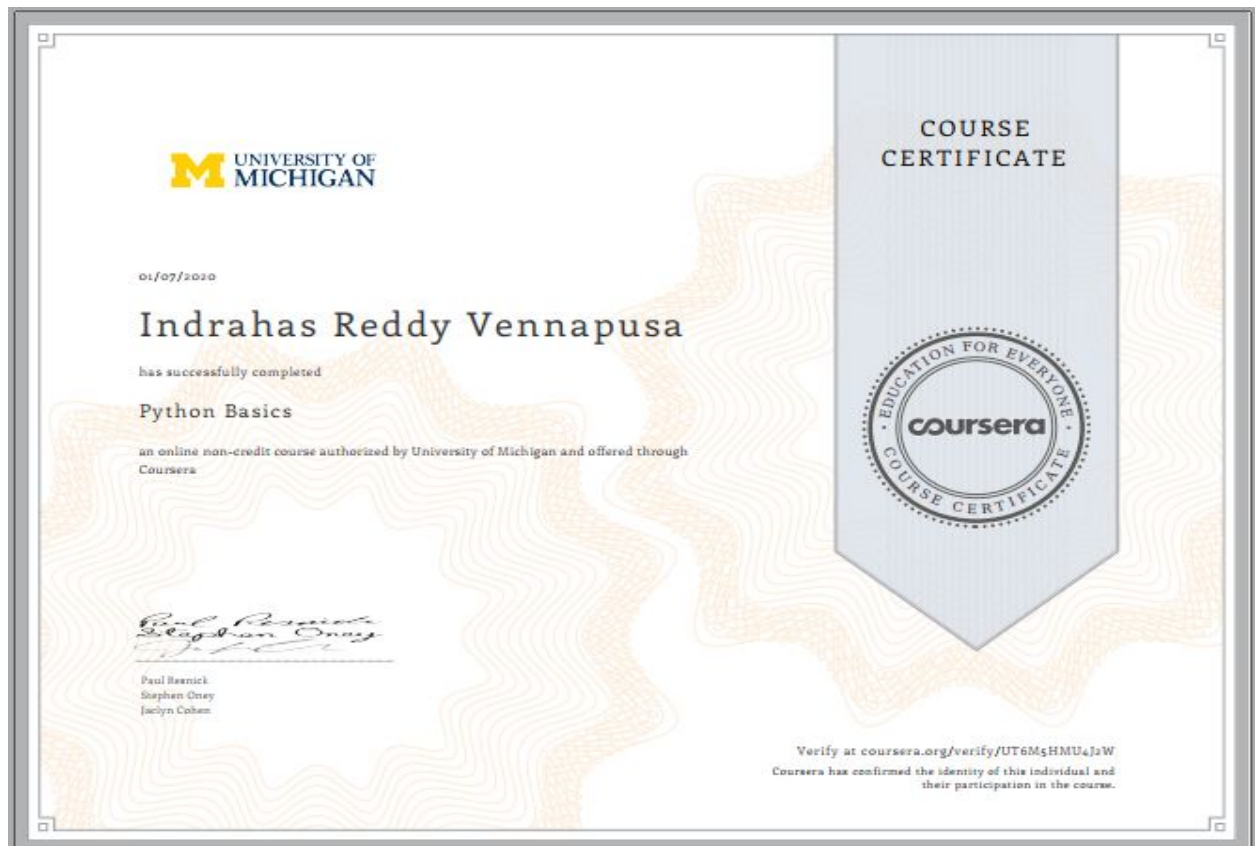 UNIVERSITY OF
MICHIGAN
01/07/2020
Indrahas Reddy Vennapusa
has successfully completed
Python Basics
an online non-credit course authorized by University of Michigan and offered through
Coursera
Paul Resnick
Stephen Oney
Jaclyn Cohen
COURSE
CERTIFICATE
EDUCATION FOR EVERYONE
coursera
COURSE CERTIFICATE
Verify at coursera.org/verify/UT6M5HMU4J2W
Coursera has confirmed the identity of this individual and
their participation in the course.